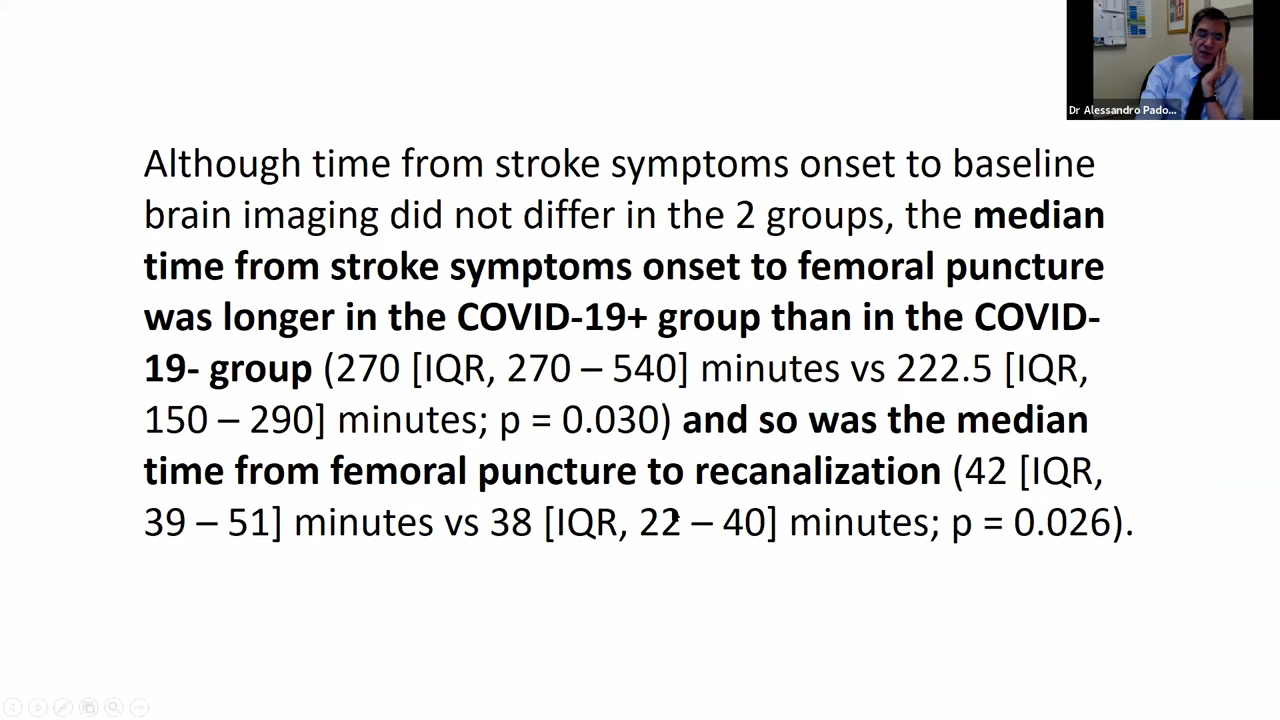 Dr Alessandro Pado...
Although time from stroke symptoms onset to baseline
brain imaging did not differ in the 2 groups, the median
time from stroke symptoms onset to femoral puncture
was longer in the COVID-19+ group than in the COVID-
19- group (270 [IQR, 270 – 540] minutes vs 222.5 [IQR,
150 – 290] minutes; p = 0.030) and so was the median
time from femoral puncture to recanalization (42 [IQR,
39 – 51] minutes vs 38 [IQR, 22 – 40] minutes; p = 0.026).